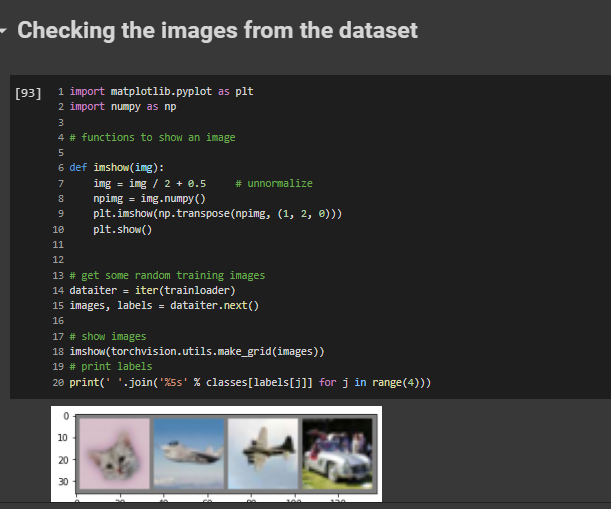 Checking the images from the dataset
[93] 1 import matplotlib.pyplot as plt
2 import numpy as np
3
4 # functions to show an image
5
6 def imshow(img):
7     img = img / 2 + 0.5     # unnormalize
8     npimg = img.numpy()
9     plt.imshow(np.transpose(npimg, (1, 2, 0)))
10     plt.show()
11
12
13 # get some random training images
14 dataiter = iter(trainloader)
15 images, labels = dataiter.next()
16
17 # show images
18 imshow(torchvision.utils.make_grid(images))
19 # print labels
20 print(' '.join('%5s' % classes[labels[j]] for j in range(4)))
0
10
20
30